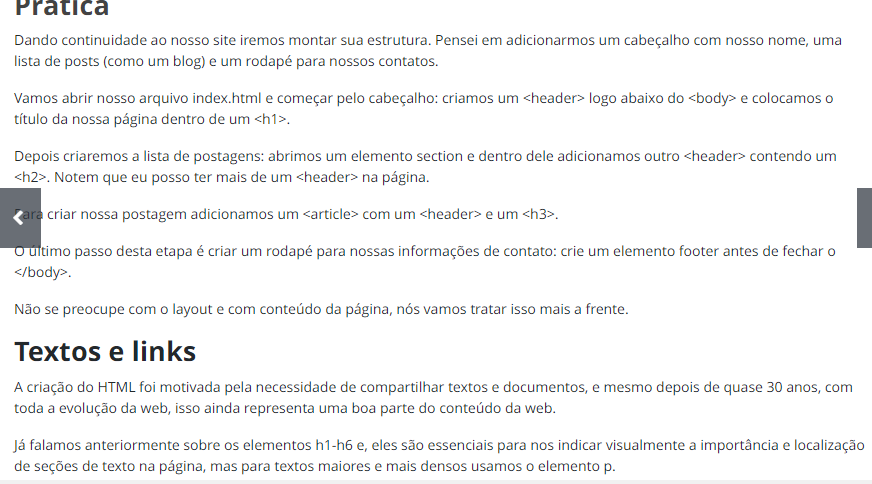 Prática
Dando continuidade ao nosso site iremos montar sua estrutura. Pensei em adicionarmos um cabeçalho com nosso nome, uma
lista de posts (como um blog) e um rodapé para nossos contatos.
Vamos abrir nosso arquivo index.html e começar pelo cabeçalho: criamos um <header> logo abaixo do <body> e colocamos o
título da nossa página dentro de um <h1>.
Depois criaremos a lista de postagens: abrimos um elemento section e dentro dele adicionamos outro <header> contendo um
<h2>. Notem que eu posso ter mais de um <header> na página.
Para criar nossa postagem adicionamos um <article> com um <header> e um <h3>.
O último passo desta etapa é criar um rodapé para nossas informações de contato: crie um elemento footer antes de fechar o
</body>.
Não se preocupe com o layout e com conteúdo da página, nós vamos tratar isso mais a frente.
Textos e links
A criação do HTML foi motivada pela necessidade de compartilhar textos e documentos, e mesmo depois de quase 30 anos, com
toda a evolução da web, isso ainda representa uma boa parte do conteúdo da web.
Já falamos anteriormente sobre os elementos h1-h6 e, eles são essenciais para nos indicar visualmente a importância e localização
de seções de texto na página, mas para textos maiores e mais densos usamos o elemento p.